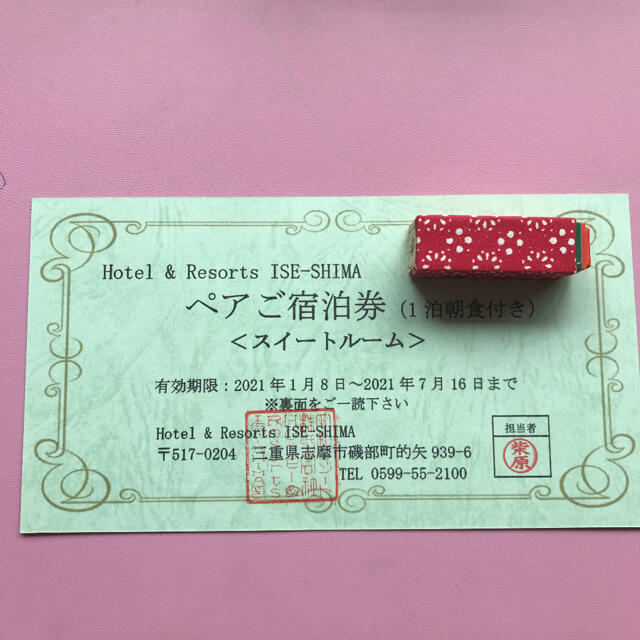 Hotel & Resorts ISE-SHIMA
ペアご宿泊券 (1泊朝食付き)
＜スイートルーム＞
有効期限：2021年1月8日～2021年7月16日まで
※裏面をご一読下さい
Hotel & Resorts ISE-SHIMA
〒517-0204 三重県志摩市磯部町的矢939-6
TEL 0599-55-2100
担当者
柴原